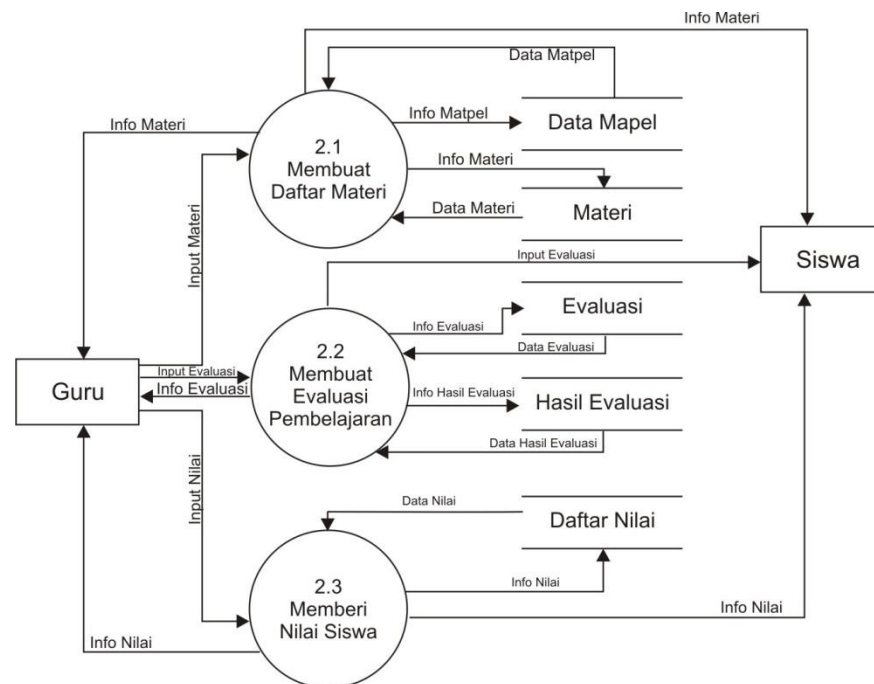 Info Materi
Data Matpel
Info Matpel
Data Mapel
Info Materi
2.1
Membuat
Daftar Materi
Info Materi
Data Materi
Materi
Input Materi
Input Evaluasi
Siswa
Evaluasi
Info Evaluasi
Data Evaluasi
2.2
Membuat
Evaluasi
Pembelajaran
Input Evaluasi
Info Evaluasi
Guru
Info Hasil Evaluasi
Hasil Evaluasi
Data Hasil Evaluasi
Input Nilai
Data Nilai
Daftar Nilai
2.3
Memberi
Nilai Siswa
Info Nilai
Info Nilai
Info Nilai